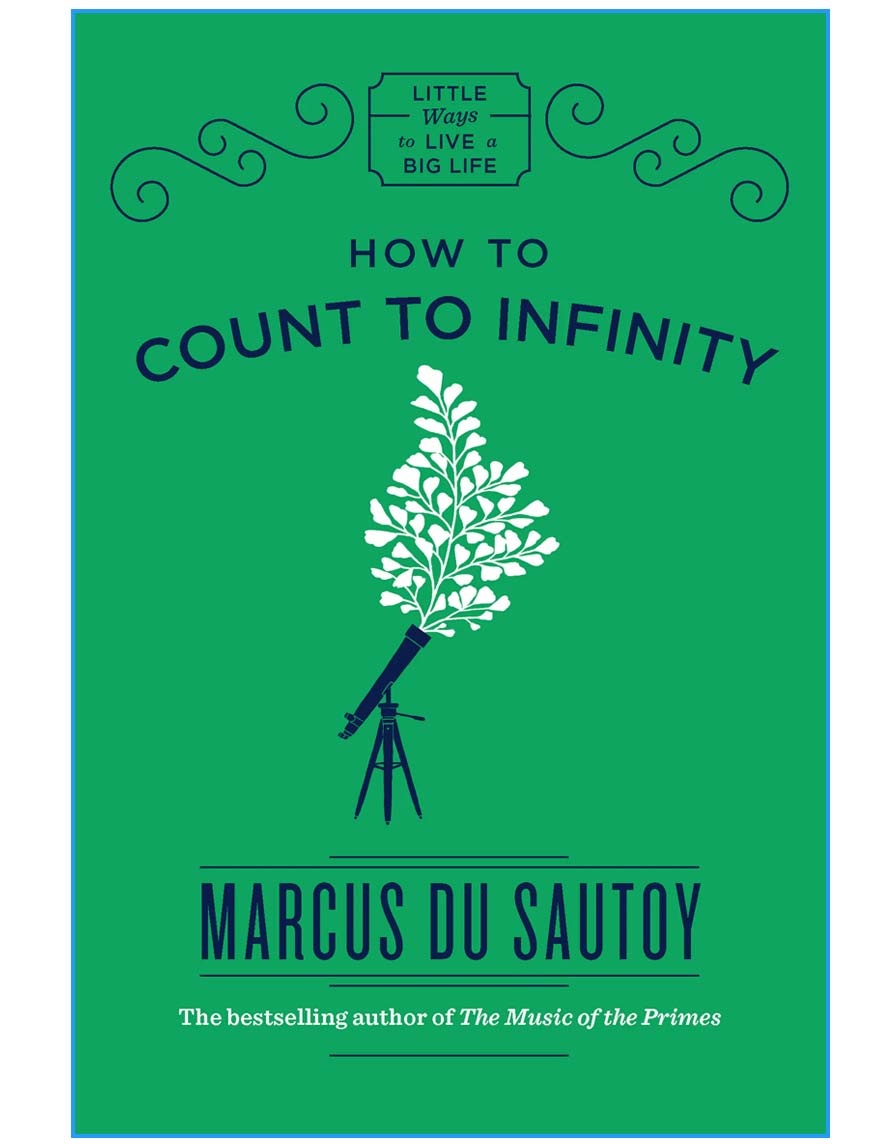 LITTLE
Ways
to LIVE a
BIG LIFE
HOW TO
COUNT TO INFINITY
MARCUS DU SAUTOY
The bestselling author of The Music of the Primes